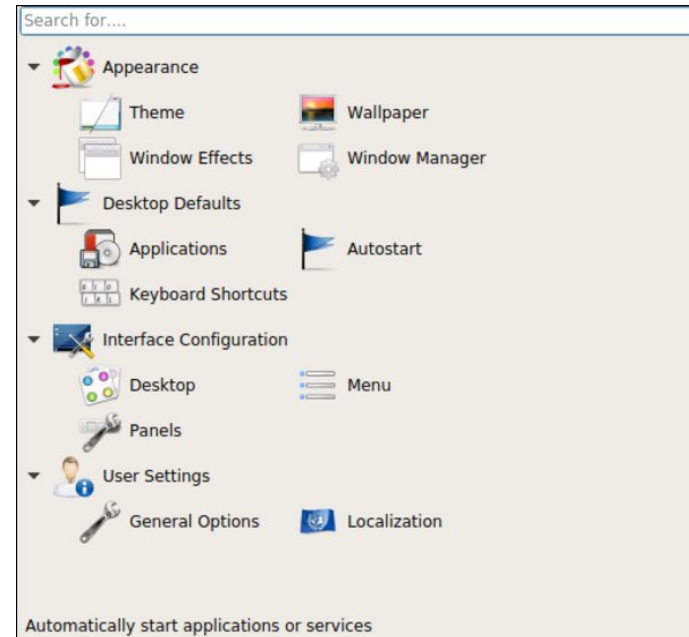 Search for....
Appearance
Theme Wallpaper
Window Effects Window Manager
Desktop Defaults
Applications Autostart
Keyboard Shortcuts
Interface Configuration
Desktop Menu
Panels
User Settings
General Options Localization
Automatically start applications or services